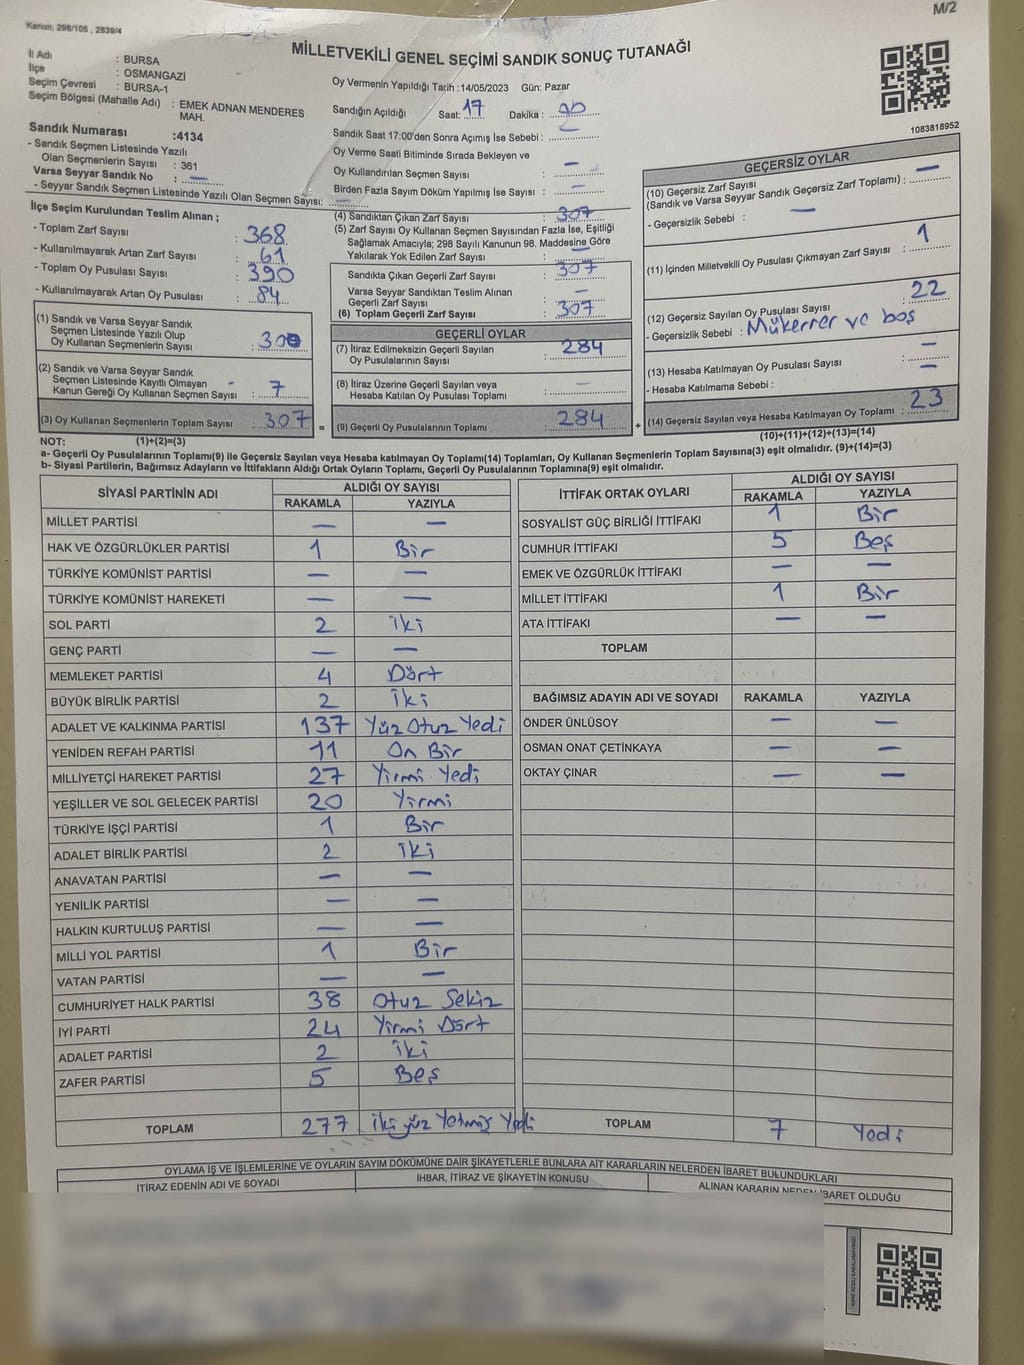 M/2
Kanun; 298/105 , 2839/4
MİLLETVEKİLİ GENEL SEÇİMİ SANDIK SONUÇ TUTANAĞI
İl Adı : BURSA
İlçe : OSMANGAZİ
Seçim Çevresi : BURSA-1
Seçim Bölgesi (Mahalle Adı) : EMEK ADNAN MENDERES MAH.
Sandık Numarası :4134
- Sandık Seçmen Listesinde Yazılı
Olan Seçmenlerin Sayısı : 361
Varsa Seyyar Sandık No : —
- Seyyar Sandık Seçmen Listesinde Yazılı Olan Seçmen Sayısı: —
Oy Vermenin Yapıldığı Tarih :14/05/2023 Gün: Pazar
Sandığın Açıldığı Saat: 17 Dakika :
Sandık Saat 17:00'den Sonra Açımış İse Sebebi : —
Oy Verme Saati Bitiminde Sırada Bekleyen ve
Oy Kullandırılan Seçmen Sayısı : —
Birden Fazla Sayım Döküm Yapılmış İse Sayısı : —
1083818952
İlçe Seçim Kurulundan Teslim Alınan ;
- Toplam Zarf Sayısı : 368
- Kullanılmayarak Artan Zarf Sayısı : 61
- Toplam Oy Pusulası Sayısı : 390
- Kullanılmayarak Artan Oy Pusulası : 84
(1) Sandık ve Varsa Seyyar Sandık
Seçmen Listesinde Yazılı Olup
Oy Kullanan Seçmenlerin Sayısı : 300
(2) Sandık ve Varsa Seyyar Sandık
Seçmen Listesinde Kayıtlı Olmayan
Kanun Gereği Oy Kullanan Seçmen Sayısı : 7
(3) Oy Kullanan Seçmenlerin Toplam Sayısı : 307 =
(1)+(2)=(3)
(4) Sandıktan Çıkan Zarf Sayısı : 307
(5) Zarf Sayısı Oy Kullanan Seçmen Sayısından Fazla İse, Eşitliği
Sağlamak Amacıyla; 298 Sayılı Kanunun 98. Maddesine Göre
Yakılarak Yok Edilen Zarf Sayısı : —
Sandıkta Çıkan Geçerli Zarf Sayısı : 307
Varsa Seyyar Sandıktan Teslim Alınan
Geçerli Zarf Sayısı : —
(6) Toplam Geçerli Zarf Sayısı : 307
GEÇERLİ OYLAR
(7) İtiraz Edilmeksizin Geçerli Sayılan
Oy Pusulalarının Sayısı : 284
(8) İtiraz Üzerine Geçerli Sayılan veya
Hesaba Katılan Oy Pusulası Toplamı : —
(9) Geçerli Oy Pusulalarının Toplamı : 284 +
GEÇERSİZ OYLAR
(10) Geçersiz Zarf Sayısı
(Sandık ve Varsa Seyyar Sandık Geçersiz Zarf Toplamı) : —
- Geçersizlik Sebebi : —
(11) İçinden Milletvekili Oy Pusulası Çıkmayan Zarf Sayısı : 1
(12) Geçersiz Sayılan Oy Pusulası Sayısı : 22
- Geçersizlik Sebebi : Mükerrer ve boş
(13) Hesaba Katılmayan Oy Pusulası Sayısı : —
- Hesaba Katılmama Sebebi : —
(14) Geçersiz Sayılan veya Hesaba Katılmayan Oy Toplamı : 23
(10)+(11)+(12)+(13)=(14)
NOT:
a- Geçerli Oy Pusulasının Toplamı(9) ile Geçersiz Sayılan veya Hesaba katılmayan Oy Toplamı(14) Toplamları, Oy Kullanan Seçmenlerin Toplam Sayısına(3) eşit olmalıdır. (9)+(14)=(3)
b- Siyasi Partilerin, Bağımsız Adayların ve İttifakların Aldığı Ortak Oyların Toplamı, Geçerli Oy Pusulalarının Toplamına(9) eşit olmalıdır.
SİYASİ PARTİNİN ADI ALDIĞI OY SAYISI
RAKAMLA YAZIYLA
MİLLET PARTİSİ — —
HAK VE ÖZGÜRLÜKLER PARTİSİ 1 Bir
TÜRKİYE KOMÜNİST PARTİSİ — —
TÜRKİYE KOMÜNİST HAREKETİ — —
SOL PARTİ 2 iki
GENÇ PARTİ — —
MEMLEKET PARTİSİ 4 Dört
BÜYÜK BİRLİK PARTİSİ 2 iki
ADALET VE KALKINMA PARTİSİ 137 Yüz Otuz Yedi
YENİDEN REFAH PARTİSİ 11 On Bir
MİLLİYETÇİ HAREKET PARTİSİ 27 Yirmi Yedi
YEŞİLLER VE SOL GELECEK PARTİSİ 20 Yirmi
TÜRKİYE İŞÇİ PARTİSİ 1 Bir
ADALET BİRLİK PARTİSİ 2 iki
ANAVATAN PARTİSİ — —
YENİLİK PARTİSİ — —
HALKIN KURTULUŞ PARTİSİ — —
MİLLİ YOL PARTİSİ 1 Bir
VATAN PARTİSİ — —
CUMHURİYET HALK PARTİSİ 38 Otuz Sekiz
İYİ PARTİ 24 Yirmi Dört
ADALET PARTİSİ 2 iki
ZAFER PARTİSİ 5 Beş
TOPLAM 277 iki yüz Yetmiş Yedi
İTTİFAK ORTAK OYLARI ALDIĞI OY SAYISI
RAKAMLA YAZIYLA
SOSYALİST GÜÇ BİRLİĞİ İTTİFAKI 1 Bir
CUMHUR İTTİFAKI 5 Beş
EMEK VE ÖZGÜRLÜK İTTİFAKI — —
MİLLET İTTİFAKI 1 Bir
ATA İTTİFAKI — —
TOPLAM
BAĞIMSIZ ADAYIN ADI VE SOYADI RAKAMLA YAZIYLA
ÖNDER ÜNLÜSOY — —
OSMAN ONAT ÇETİNKAYA — —
OKTAY ÇINAR — —
TOPLAM 7 Yedi
OYLAMA İŞ VE İŞLEMLERİNE VE OYLARIN SAYIM DÖKÜMÜNE DAİR ŞİKAYETLERLE BUNLARA AİT KARARLARIN NELERDEN İBARET BULUNDUKLARI
İTİRAZ EDENİN ADI VE SOYADI İHBAR, İTİRAZ VE ŞİKAYETİN KONUSU ALINAN KARARIN NEDEN İBARET OLDUĞU